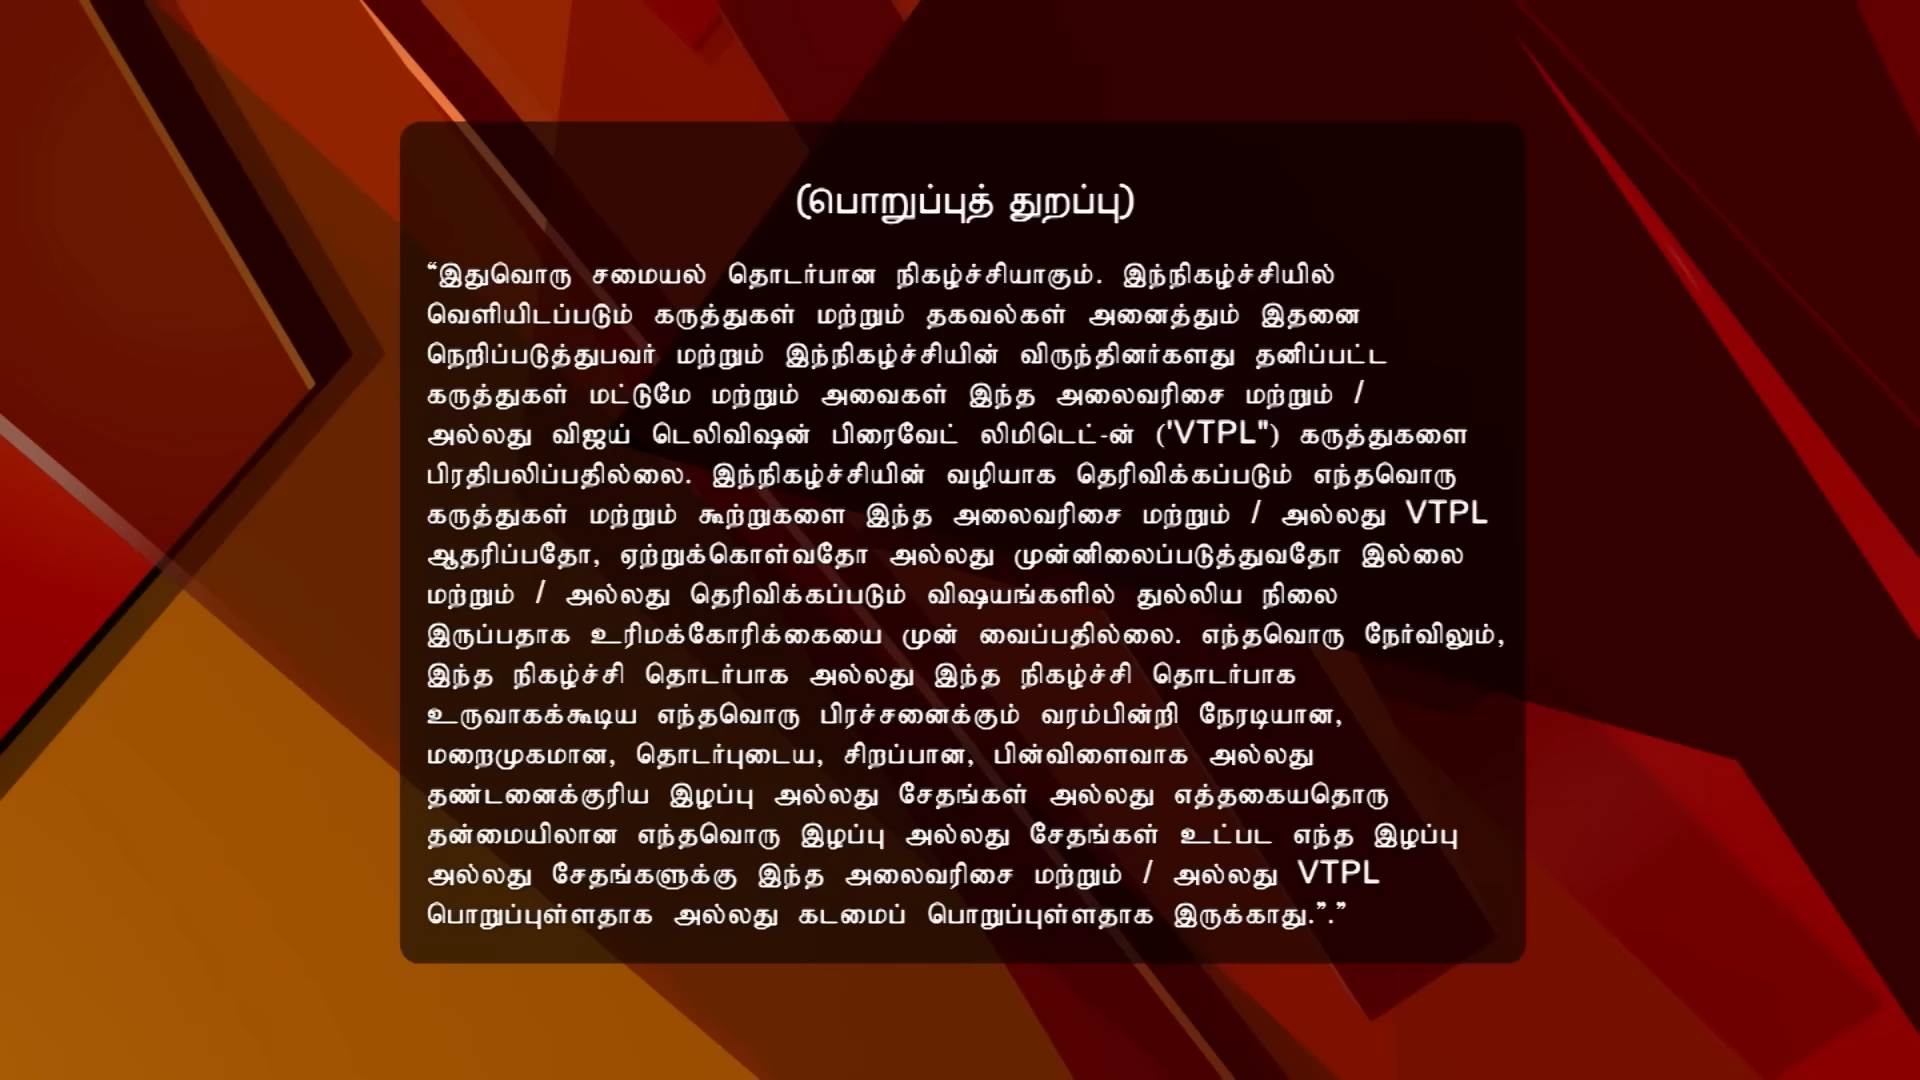 (பொறுப்புத் துறப்பு)
“இதுவொரு சமையல் தொடர்பான நிகழ்ச்சியாகும். இந்நிகழ்ச்சியில்
வெளியிடப்படும் கருத்துகள் மற்றும் தகவல்கள் அனைத்தும் இதனை
நெறிப்படுத்துபவர் மற்றும் இந்நிகழ்ச்சியின் விருந்தினர்களது தனிப்பட்ட
கருத்துகள் மட்டுமே மற்றும் அவைகள் இந்த அலைவரிசை மற்றும் /
அல்லது விஜய் டெலிவிஷன் பிரைவேட் லிமிடெட்-ன் ('VTPL") கருத்துகளை
பிரதிபலிப்பதில்லை. இந்நிகழ்ச்சியின் வழியாக தெரிவிக்கப்படும் எந்தவொரு
கருத்துகள் மற்றும் கூற்றுகளை இந்த அலைவரிசை மற்றும் / அல்லது VTPL
ஆதரிப்பதோ, ஏற்றுக்கொள்வதோ அல்லது முன்னிலைப்படுத்துவதோ இல்லை
மற்றும் / அல்லது தெரிவிக்கப்படும் விஷயங்களில் துல்லிய நிலை
இருப்பதாக உரிமக்கோரிக்கையை முன் வைப்பதில்லை. எந்தவொரு நேர்விலும்,
இந்த நிகழ்ச்சி தொடர்பாக அல்லது இந்த நிகழ்ச்சி தொடர்பாக
உருவாகக்கூடிய எந்தவொரு பிரச்சனைக்கும் வரம்பின்றி நேரடியான,
மறைமுகமான, தொடர்புடைய, சிறப்பான, பின்விளைவாக அல்லது
தண்டனைக்குரிய இழப்பு அல்லது சேதங்கள் அல்லது எத்தகையதொரு
தன்மையிலான எந்தவொரு இழப்பு அல்லது சேதங்கள் உட்பட எந்த இழப்பு
அல்லது சேதங்களுக்கு இந்த அலைவரிசை மற்றும் / அல்லது VTPL
பொறுப்புள்ளதாக அல்லது கடமைப் பொறுப்புள்ளதாக இருக்காது.”.”